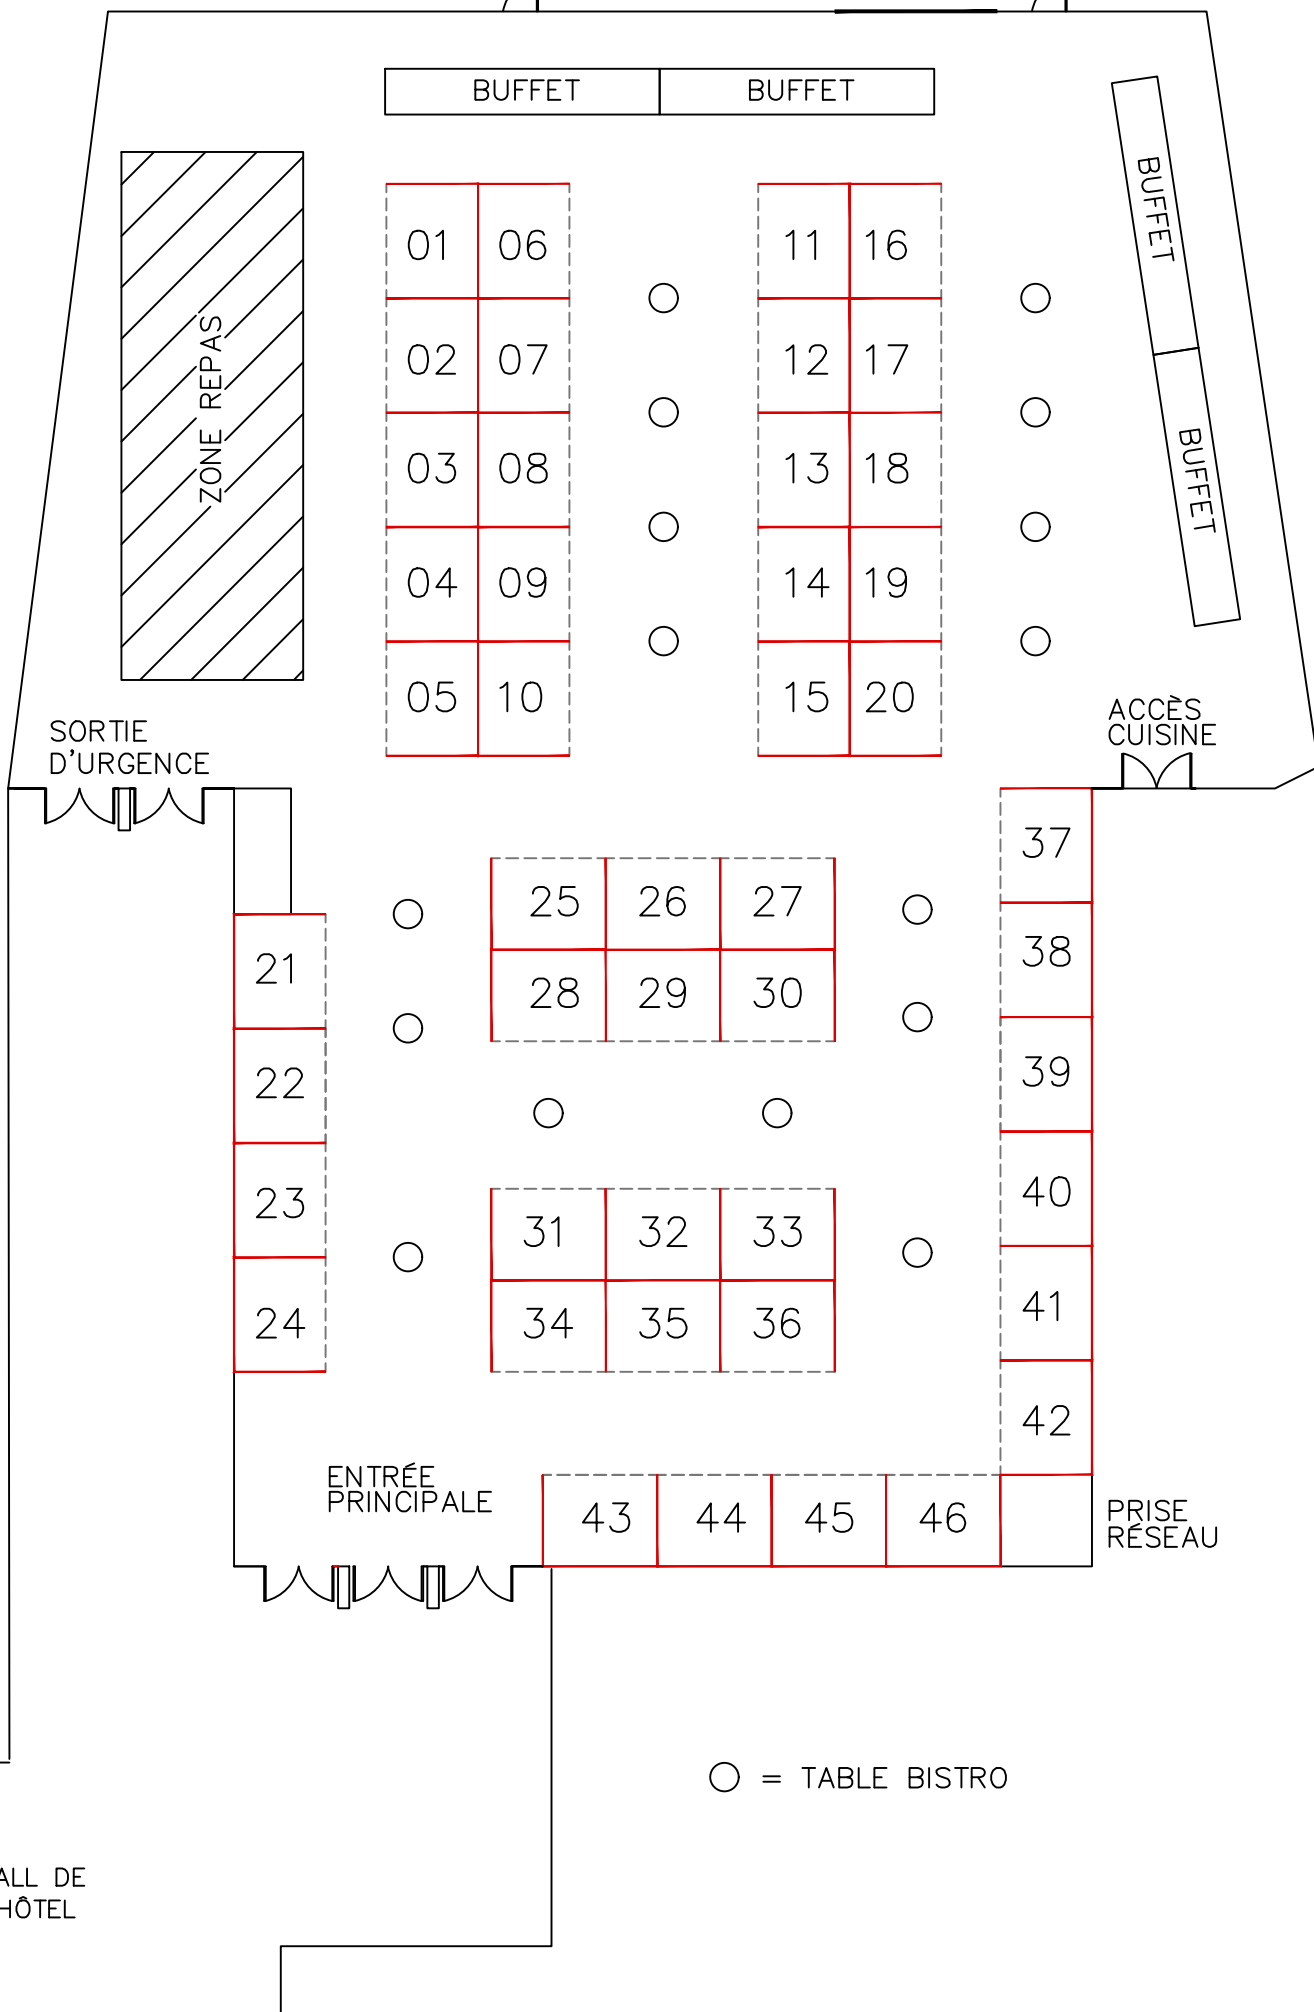 BUFFET BUFFET
BUFFET
BUFFET
ZONE REPAS
01 06 11 16
02 07 12 17
03 08 13 18
04 09 14 19
05 10 15 20
SORTIE
D'URGENCE
ACCÈS
CUISINE
37
25 26 27
38
21
28 29 30
39
22
40
23
31 32 33
41
24
34 35 36
42
ENTRÉE
PRINCIPALE
43 44 45 46
PRISE
RÉSEAU
= TABLE BISTRO
ALL DE
HÔTEL